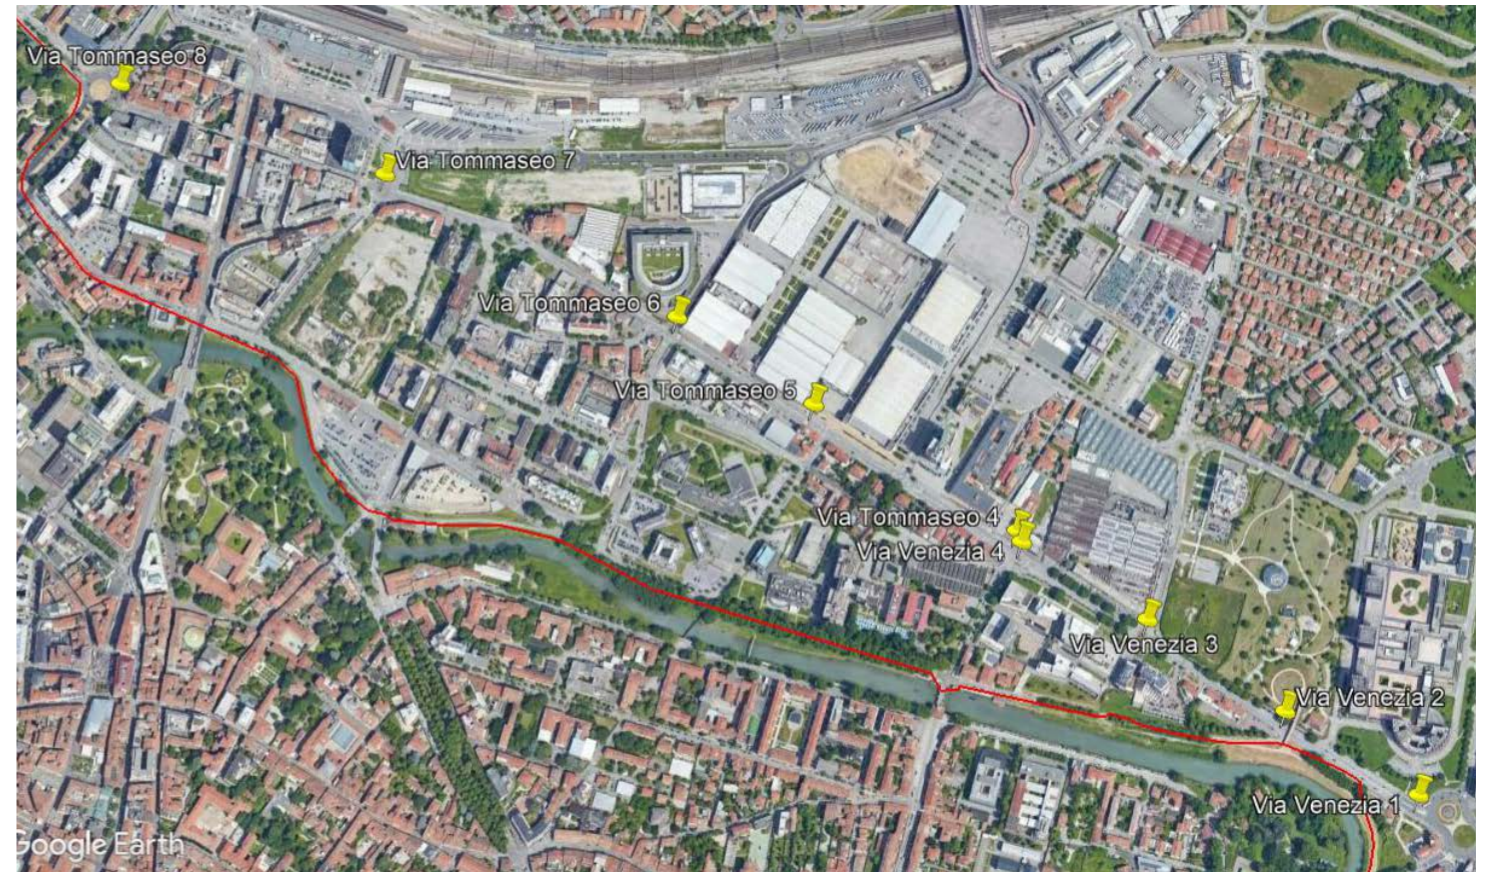 Via Tommaseo 8
Via Tommaseo 7
Via Tommaseo 6
Via Tommaseo 5
Via Tommaseo 4
Via Venezia 4
Via Venezia 3
Via Venezia 2
Via Venezia 1
Google Earth